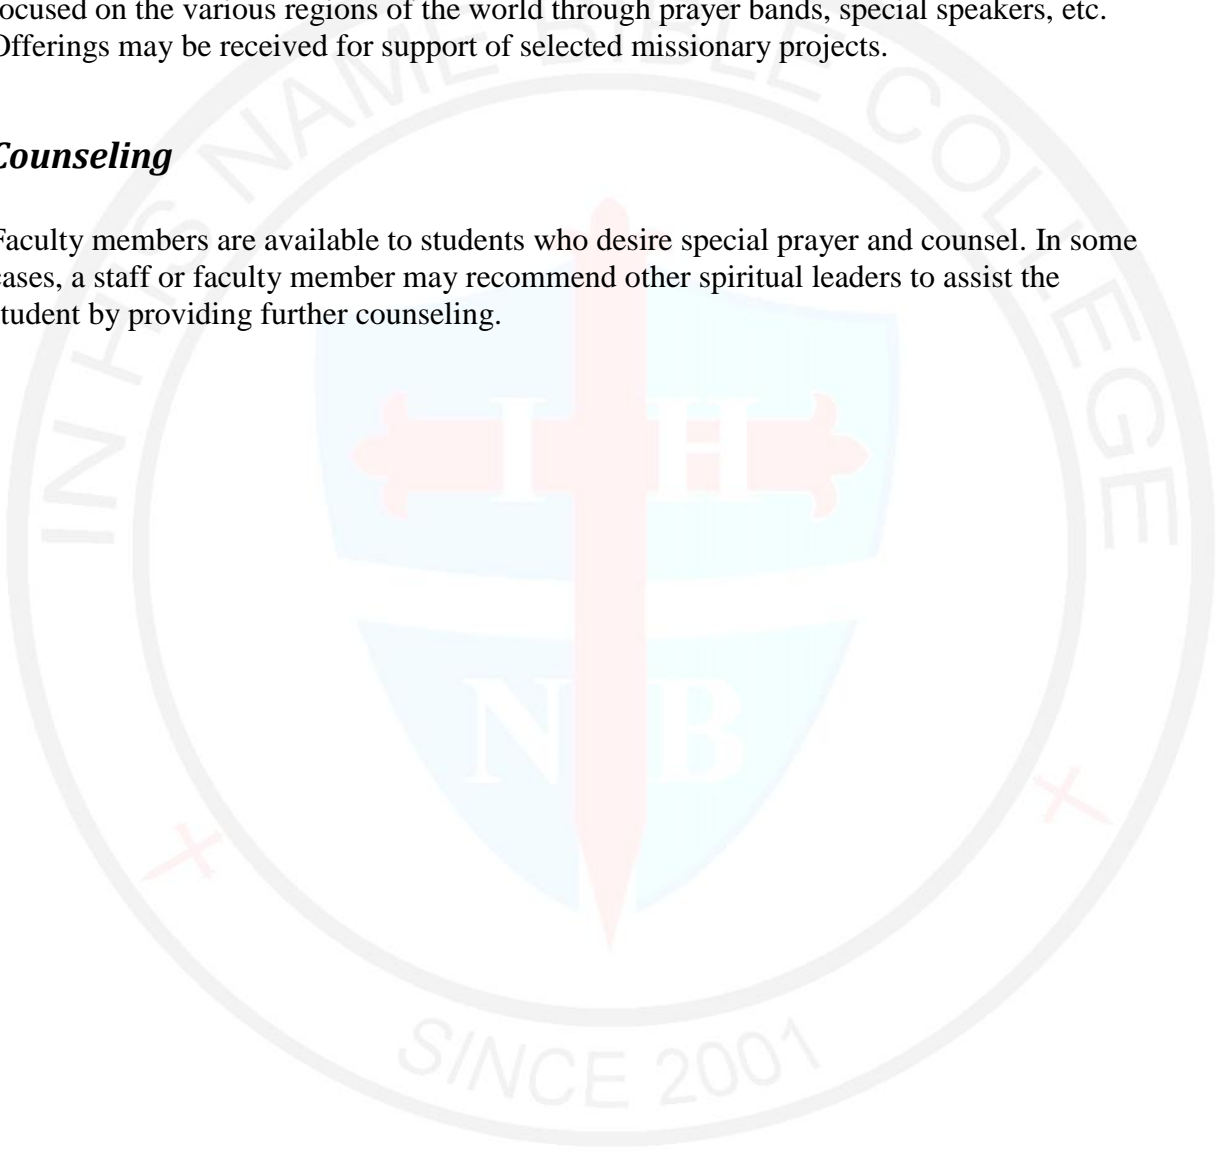 focused on the various regions of the world through prayer bands, special speakers, etc.
Offerings may be received for support of selected missionary projects.
Counseling
Faculty members are available to students who desire special prayer and counsel. In some
cases, a staff or faculty member may recommend other spiritual leaders to assist the
student by providing further counseling.
IN HIS NAME BIBLE COLLEGE
I H
N B
SINCE 2001